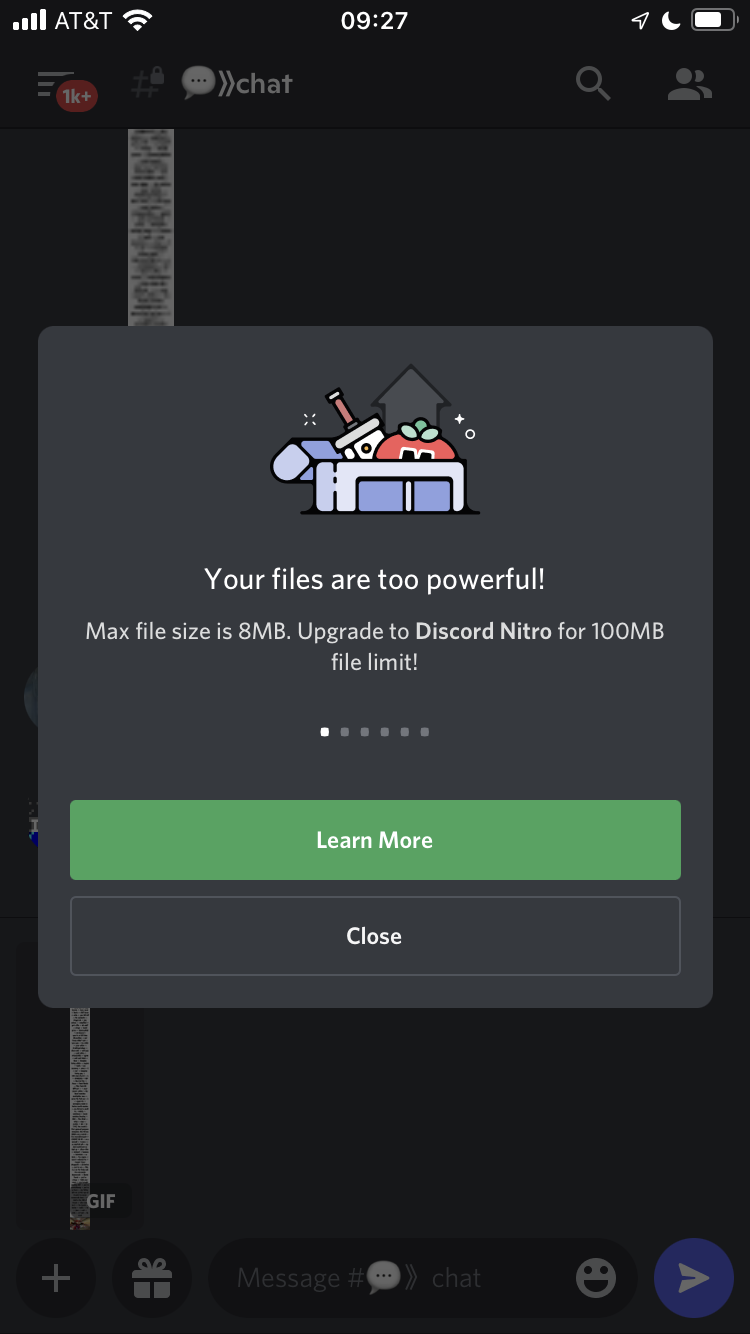 AT&T 09:27
1k+ # 💬⟫chat
Your files are too powerful!
Max file size is 8MB. Upgrade to Discord Nitro for 100MB
file limit!
Learn More
Close
GIF
Message #💬⟫ chat